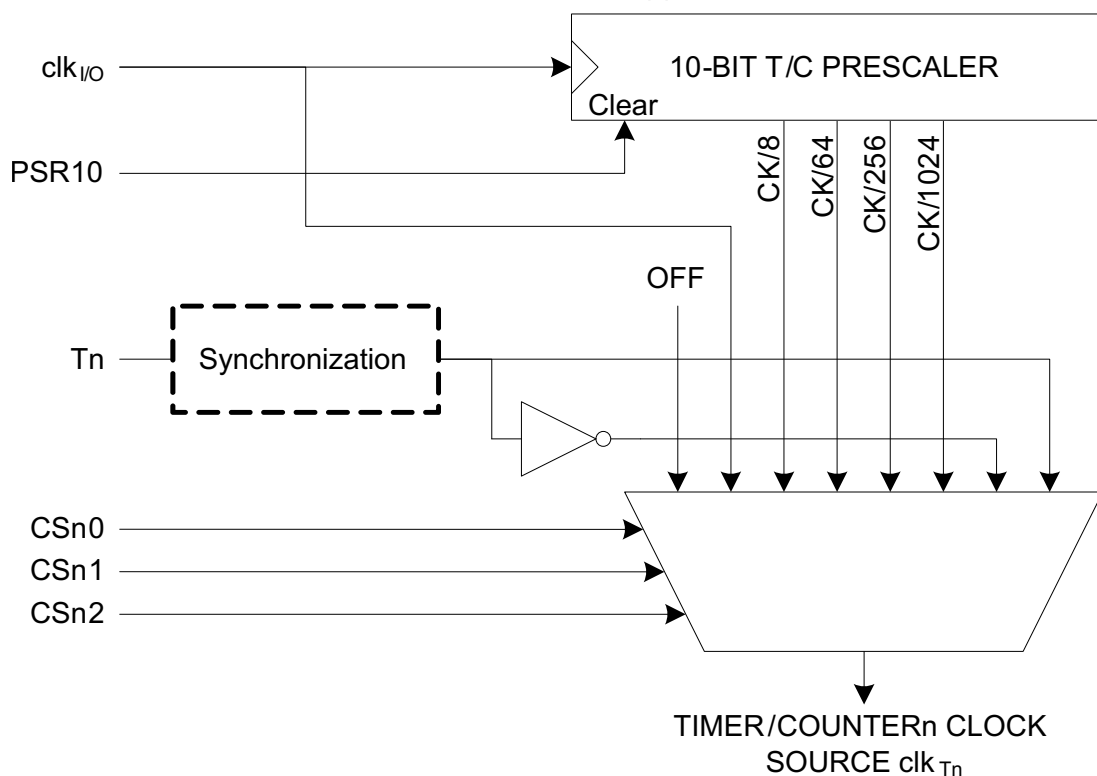 clkI/O
10-BIT T/C PRESCALER
Clear
PSR10
CK/8
CK/64
CK/256
CK/1024
OFF
Tn
Synchronization
CSn0
CSn1
CSn2
TIMER/COUNTERn CLOCK
SOURCE clkTn